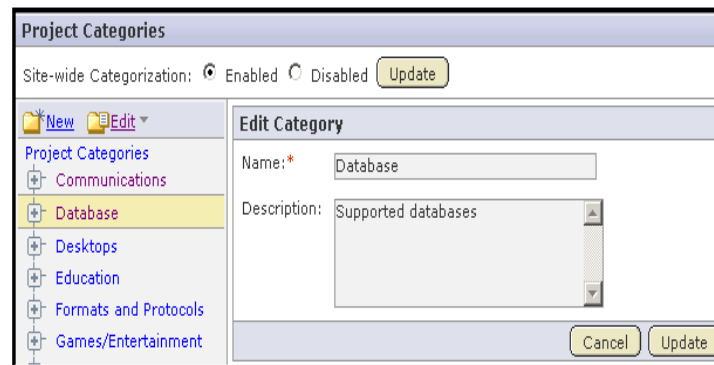 Project Categories
Site-wide Categorization: Enabled Disabled Update
New Edit
Project Categories
Communications
Database
Desktops
Education
Formats and Protocols
Games/Entertainment
Edit Category
Name:* Database
Description: Supported databases
Cancel Update